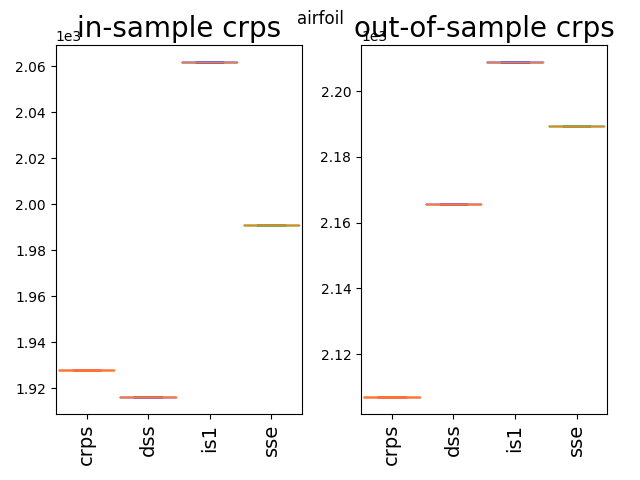 airfoil
in-sample crps
1e3
2.06
2.04
2.02
2.00
1.98
1.96
1.94
1.92
crps
dss
is1
sse
out-of-sample crps
1e3
2.20
2.18
2.16
2.14
2.12
crps
dss
is1
sse